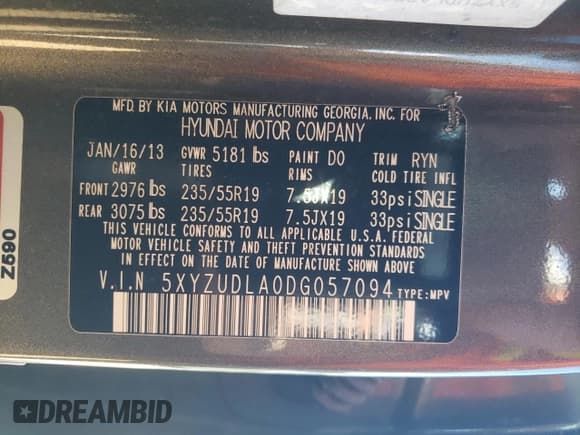 MFD. BY KIA MOTORS MANUFACTURING GEORGIA, INC. FOR
HYUNDAI MOTOR COMPANY
JAN/16/13 GVWR 5181 lbs PAINT DO TRIM RYN
GAWR TIRES RIMS COLD TIRE INFL
FRONT 2976 lbs 235/55R19 7.5JX19 33psi SINGLE
REAR 3075 lbs 235/55R19 7.5JX19 33psi SINGLE
THIS VEHICLE CONFORMS TO ALL APPLICABLE U.S.A. FEDERAL
MOTOR VEHICLE SAFETY AND THEFT PREVENTION STANDARDS
IN EFFECT ON THE DATE OF MANUFACTURE SHOWN ABOVE.
V.I.N 5XYZUDLA0DG057094 TYPE:MPV
Z590
DREAMBID